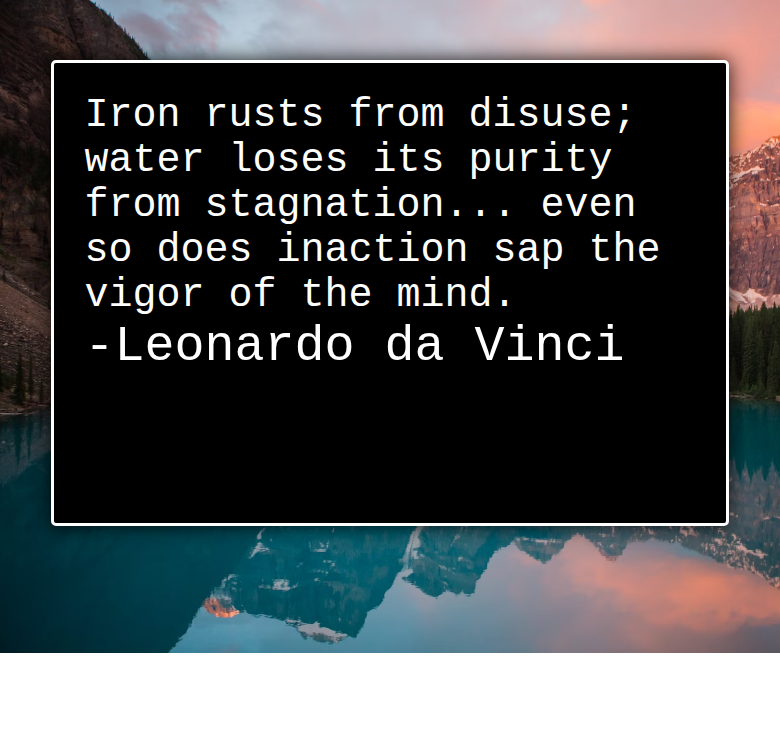 Iron rusts from disuse;
water loses its purity
from stagnation... even
so does inaction sap the
vigor of the mind.
-Leonardo da Vinci